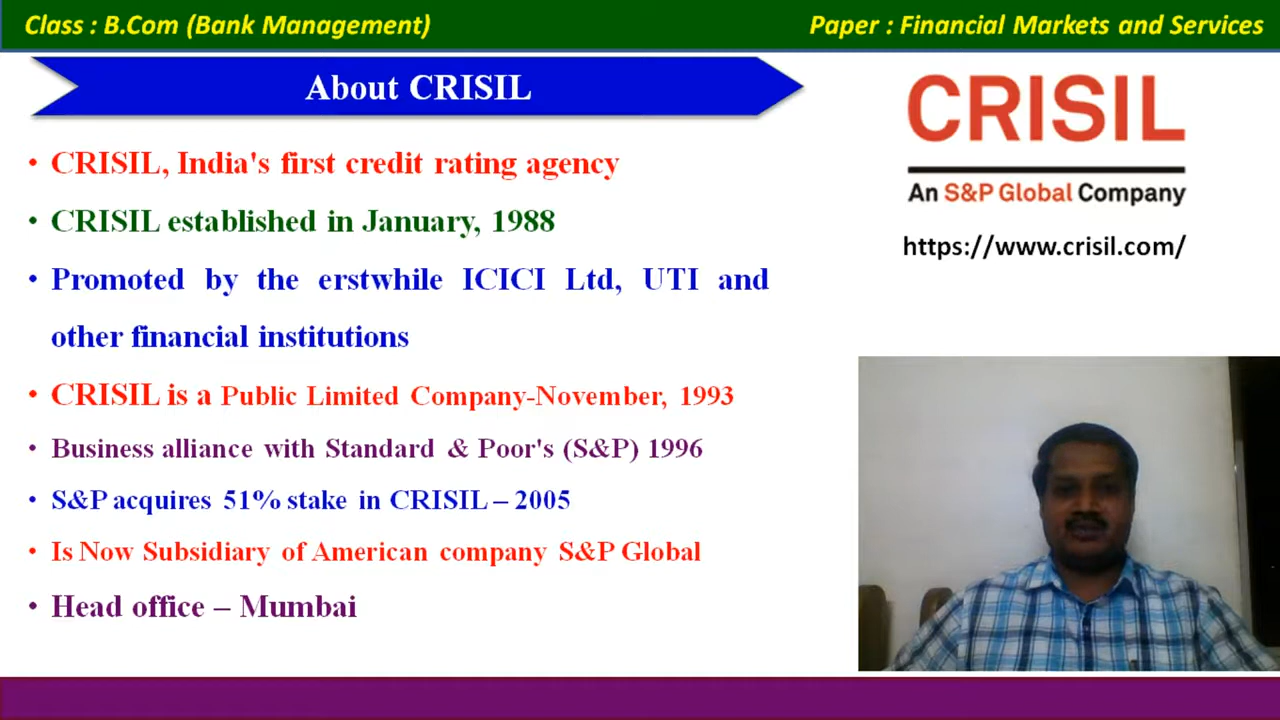 Class : B.Com (Bank Management)
Paper : Financial Markets and Services
About CRISIL
• CRISIL, India's first credit rating agency
• CRISIL established in January, 1988
• Promoted by the erstwhile ICICI Ltd, UTI and
other financial institutions
• CRISIL is a Public Limited Company-November, 1993
• Business alliance with Standard & Poor's (S&P) 1996
• S&P acquires 51% stake in CRISIL – 2005
• Is Now Subsidiary of American company S&P Global
• Head office – Mumbai
CRISIL
An S&P Global Company
https://www.crisil.com/